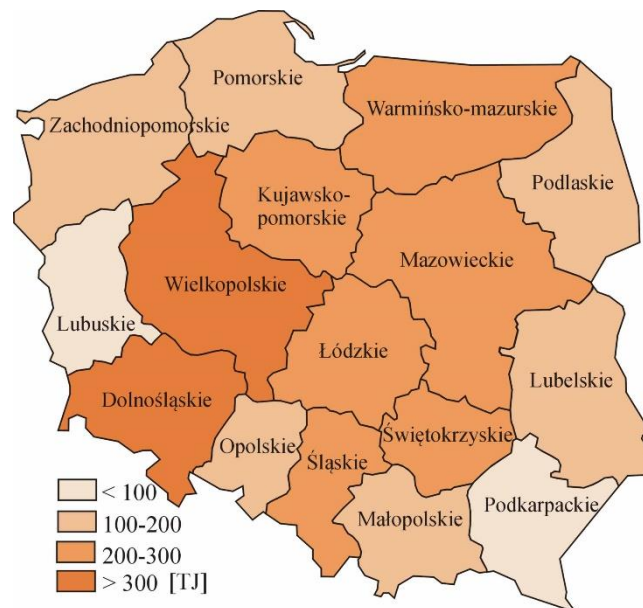 Pomorskie
Warmińsko-mazurskie
Zachodniopomorskie
Podlaskie
Kujawsko-
pomorskie
Mazowieckie
Wielkopolskie
Lubuskie
Łódzkie
Lubelskie
Dolnośląskie
Opolskie
Śląskie
Świętokrzyskie
Małopolskie
Podkarpackie
< 100
100-200
200-300
> 300 [TJ]